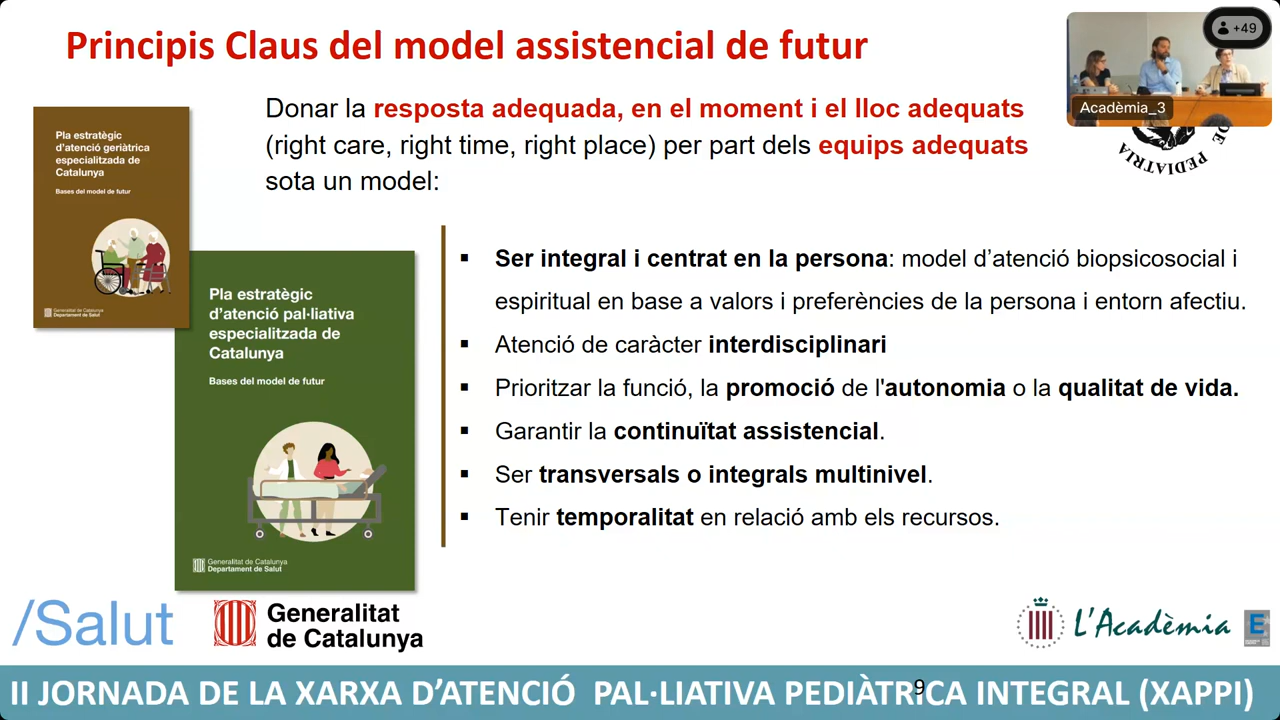 Principis Claus del model assistencial de futur
+49
Acadèmia_3
DE PEDIATRIA
Donar la resposta adequada, en el moment i el lloc adequats
(right care, right time, right place) per part dels equips adequats
sota un model:
Pla estratègic
d'atenció geriàtrica
especialitzada de
Catalunya
Bases del model de futur
Generalitat de Catalunya
Departament de Salut
Pla estratègic
d'atenció pal·liativa
especialitzada de
Catalunya
Bases del model de futur
Generalitat de Catalunya
Departament de Salut
▪ Ser integral i centrat en la persona: model d'atenció biopsicosocial i
espiritual en base a valors i preferències de la persona i entorn afectiu.
▪ Atenció de caràcter interdisciplinari
▪ Prioritzar la funció, la promoció de l'autonomia o la qualitat de vida.
▪ Garantir la continuïtat assistencial.
▪ Ser transversals o integrals multinivel.
▪ Tenir temporalitat en relació amb els recursos.
/Salut
Generalitat
de Catalunya
L'Acadèmia
E
II JORNADA DE LA XARXA D'ATENCIÓ PAL·LIATIVA PEDIÀTRICA INTEGRAL (XAPPI)
9